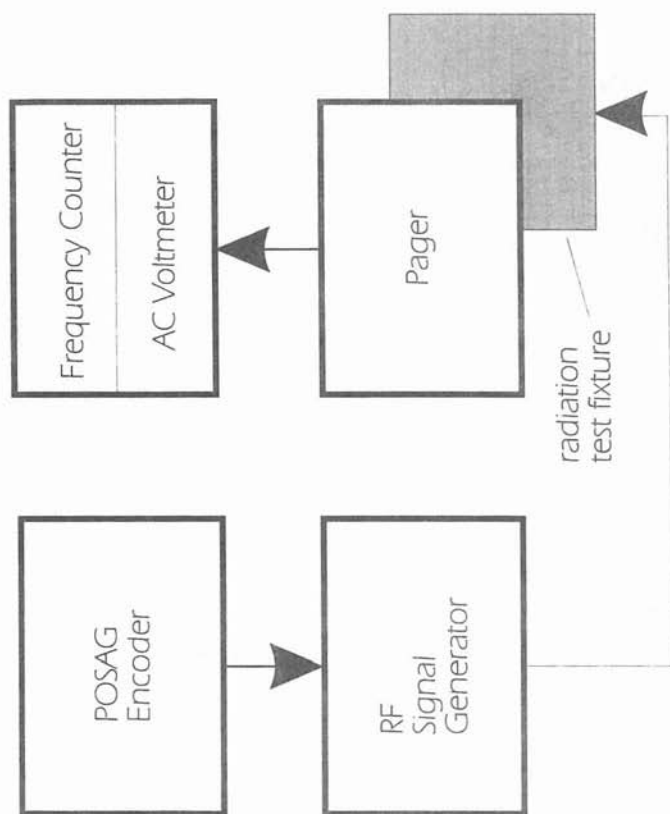 POSAG
Encoder
RF
Signal
Generator
Frequency Counter
AC Voltmeter
Pager
radiation
test fixture